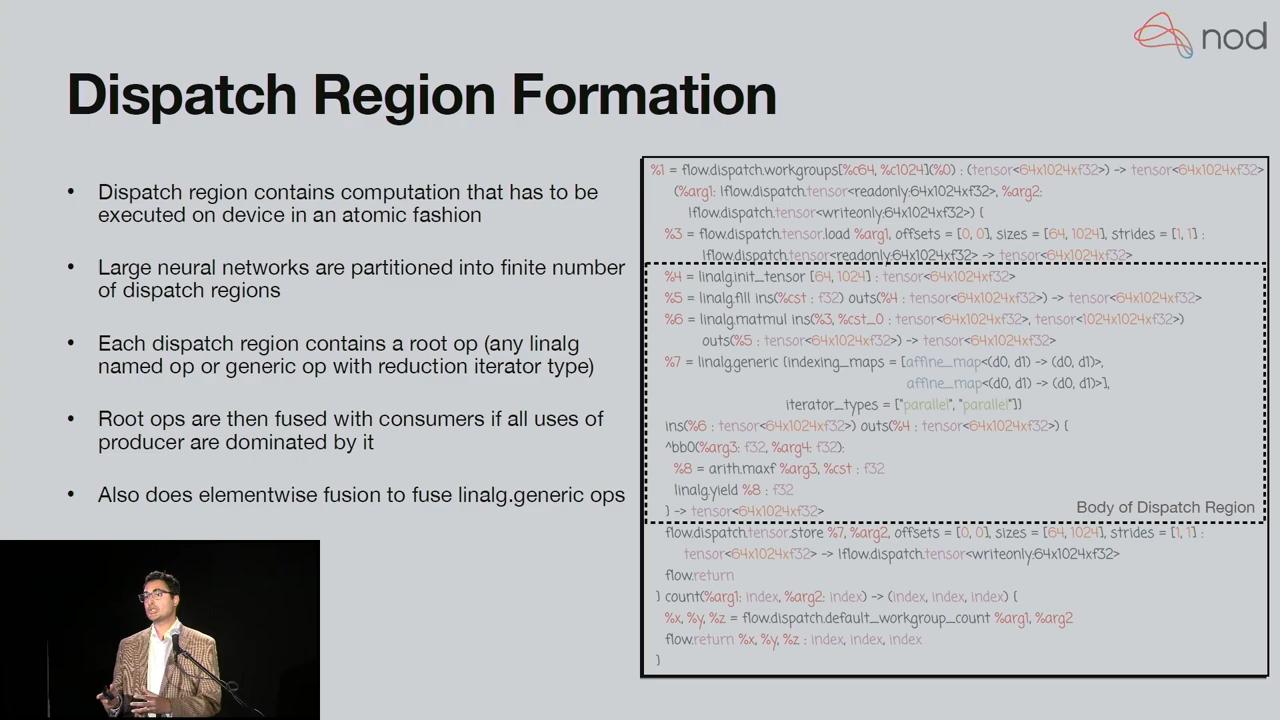 nod
Dispatch Region Formation
• Dispatch region contains computation that has to be
executed on device in an atomic fashion
• Large neural networks are partitioned into finite number
of dispatch regions
• Each dispatch region contains a root op (any linalg
named op or generic op with reduction iterator type)
• Root ops are then fused with consumers if all uses of
producer are dominated by it
• Also does elementwise fusion to fuse linalg.generic ops
%1 = flow.dispatch.workgroups[%c64, %c1024](%0) : (tensor<64x1024xf32>) -> tensor<64x1024xf32>
(%arg1: !flow.dispatch.tensor<readonly:64x1024xf32>, %arg2:
!flow.dispatch.tensor<writeonly:64x1024xf32>) {
%3 = flow.dispatch.tensor.load %arg1, offsets = [0, 0], sizes = [64, 1024], strides = [1, 1] :
!flow.dispatch.tensor<readonly:64x1024xf32> -> tensor<64x1024xf32>
%4 = linalg.init_tensor [64, 1024] : tensor<64x1024xf32>
%5 = linalg.fill ins(%cst : f32) outs(%4 : tensor<64x1024xf32>) -> tensor<64x1024xf32>
%6 = linalg.matmul ins(%3, %cst_0 : tensor<64x1024xf32>, tensor<1024x1024xf32>)
outs(%5 : tensor<64x1024xf32>) -> tensor<64x1024xf32>
%7 = linalg.generic {indexing_maps = [affine_map<(d0, d1) -> (d0, d1)>,
affine_map<(d0, d1) -> (d0, d1)>],
iterator_types = ["parallel", "parallel"]}
ins(%6 : tensor<64x1024xf32>) outs(%4 : tensor<64x1024xf32>) {
^bb0(%arg3: f32, %arg4: f32):
%8 = arith.maxf %arg3, %cst : f32
linalg.yield %8 : f32
} -> tensor<64x1024xf32>
Body of Dispatch Region
flow.dispatch.tensor.store %7, %arg2, offsets = [0, 0], sizes = [64, 1024], strides = [1, 1] :
tensor<64x1024xf32> -> !flow.dispatch.tensor<writeonly:64x1024xf32>
flow.return
} count(%arg1: index, %arg2: index) -> (index, index, index) {
%x, %y, %z = flow.dispatch.default_workgroup_count %arg1, %arg2
flow.return %x, %y, %z : index, index, index
}